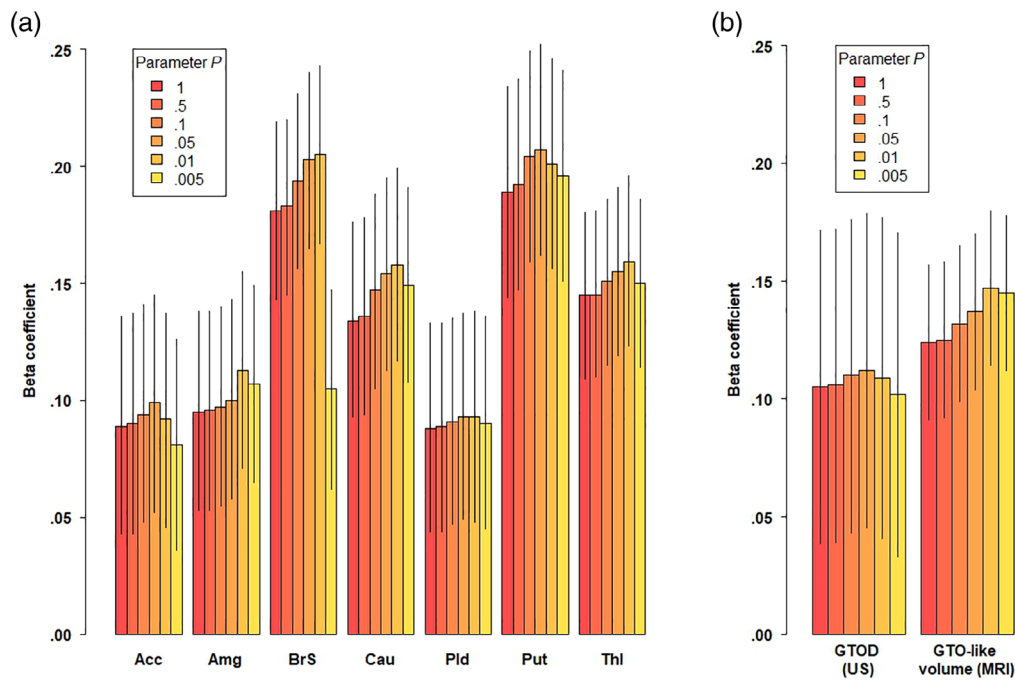 (a)
Beta coefficient
.25
.20
.15
.10
.05
.00
Parameter P
1
.5
.1
.05
.01
.005
Acc Amg BrS Cau Pld Put Thl
(b)
Beta coefficient
.25
.20
.15
.10
.05
.00
Parameter P
1
.5
.1
.05
.01
.005
GTOD
(US)
GTO-like
volume (MRI)